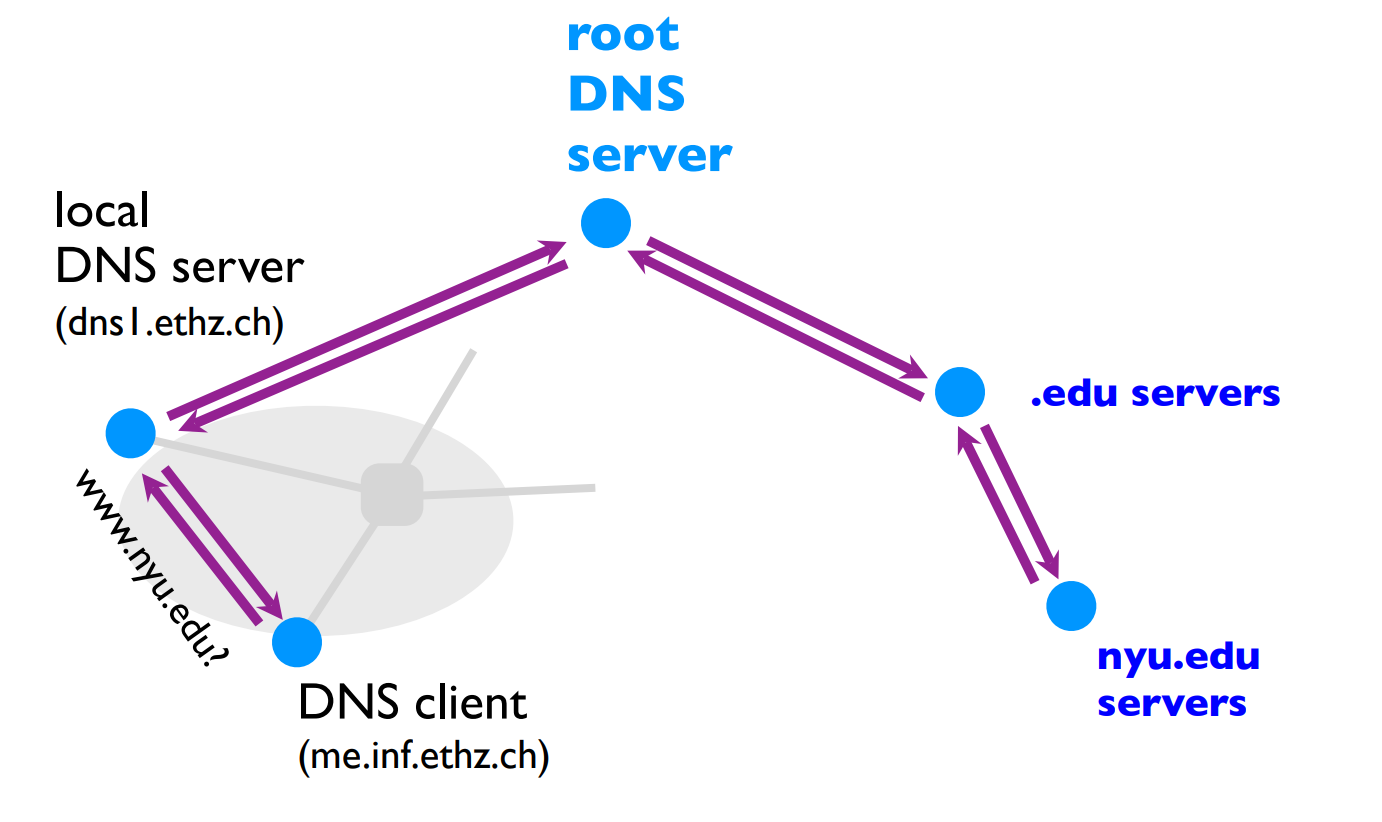 root
DNS
server
local
DNS server
(dns1.ethz.ch)
.edu servers
www.nyu.edu?
nyu.edu
servers
DNS client
(me.inf.ethz.ch)